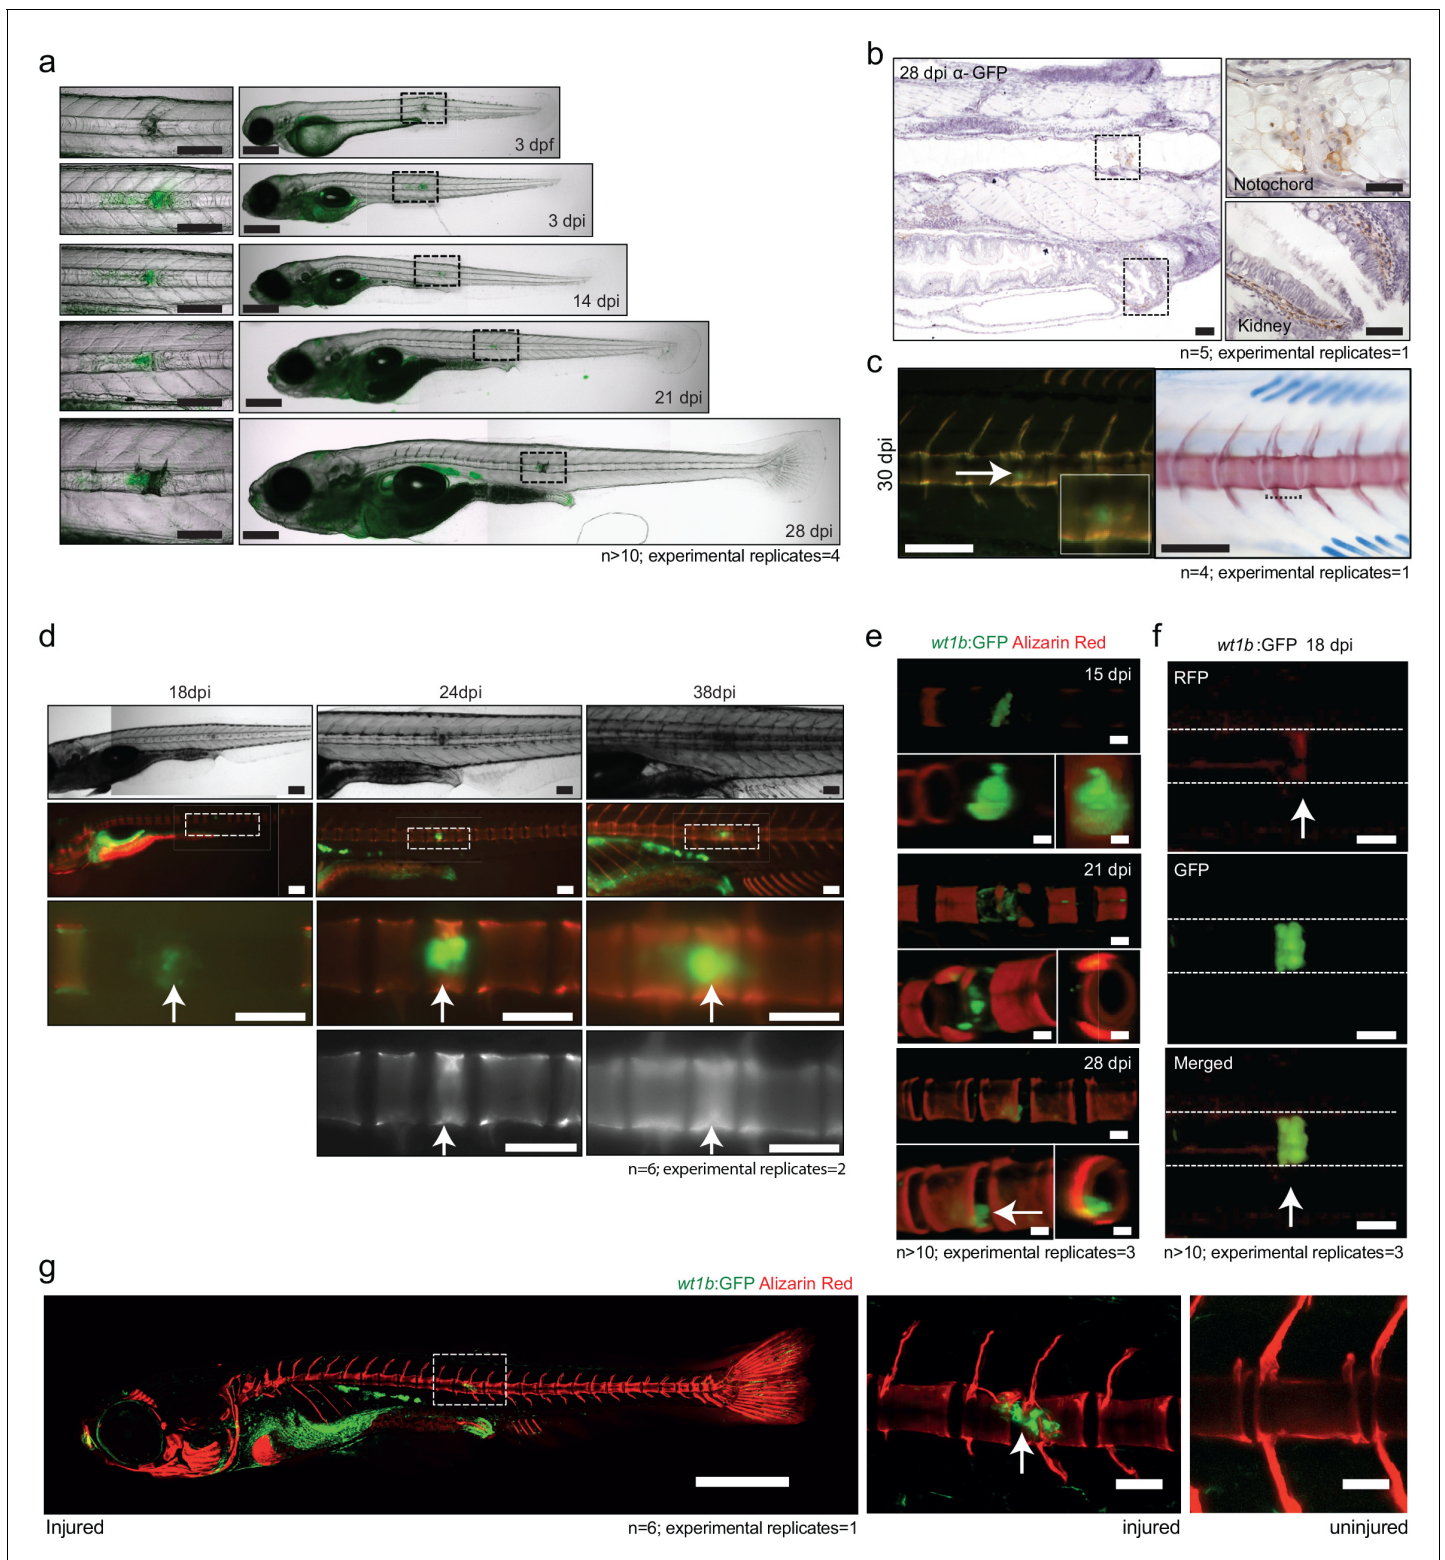 a
3 dpf
3 dpi
14 dpi
21 dpi
28 dpi
n>10; experimental replicates=4
b
28 dpi α- GFP
Notochord
Kidney
n=5; experimental replicates=1
c
30 dpi
n=4; experimental replicates=1
d
18dpi
24dpi
38dpi
n=6; experimental replicates=2
e
wt1b:GFP Alizarin Red
15 dpi
21 dpi
28 dpi
n>10; experimental replicates=3
f
wt1b:GFP 18 dpi
RFP
GFP
Merged
n>10; experimental replicates=3
g
wt1b:GFP Alizarin Red
Injured
n=6; experimental replicates=1
injured
uninjured